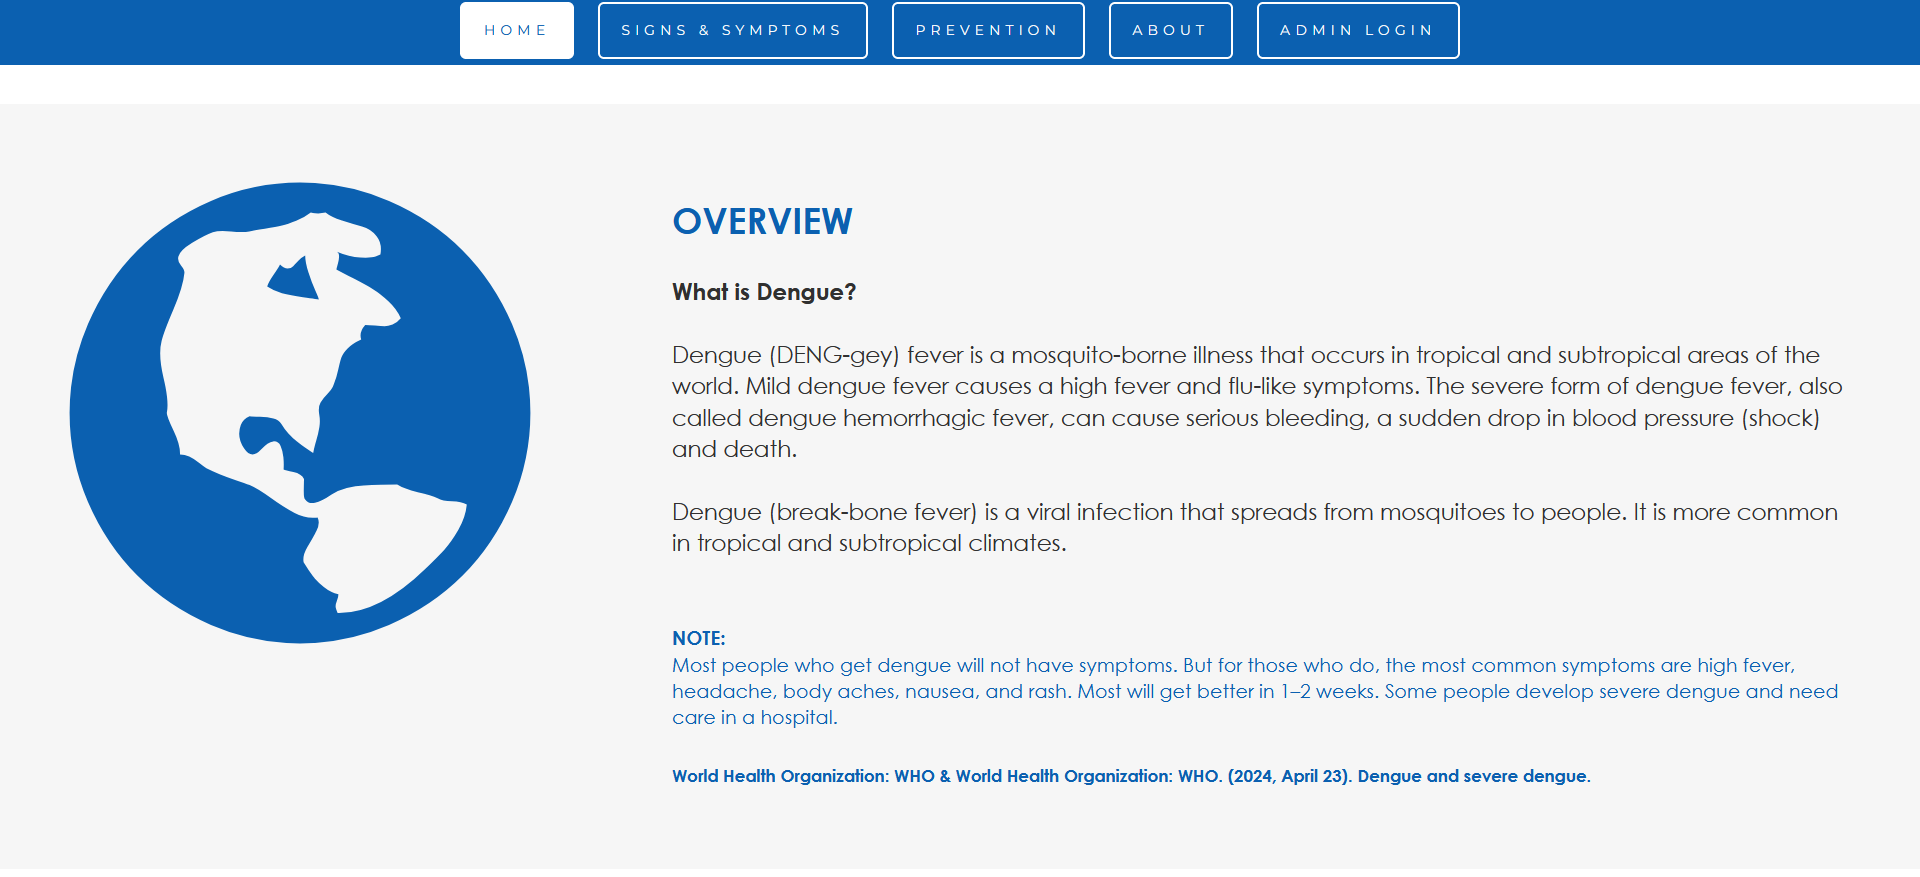 HOME
SIGNS & SYMPTOMS
PREVENTION
ABOUT
ADMIN LOGIN
OVERVIEW
What is Dengue?
Dengue (DENG-gey) fever is a mosquito-borne illness that occurs in tropical and subtropical areas of the
world. Mild dengue fever causes a high fever and flu-like symptoms. The severe form of dengue fever, also
called dengue hemorrhagic fever, can cause serious bleeding, a sudden drop in blood pressure (shock)
and death.
Dengue (break-bone fever) is a viral infection that spreads from mosquitoes to people. It is more common
in tropical and subtropical climates.
NOTE:
Most people who get dengue will not have symptoms. But for those who do, the most common symptoms are high fever,
headache, body aches, nausea, and rash. Most will get better in 1–2 weeks. Some people develop severe dengue and need
care in a hospital.
World Health Organization: WHO & World Health Organization: WHO. (2024, April 23). Dengue and severe dengue.